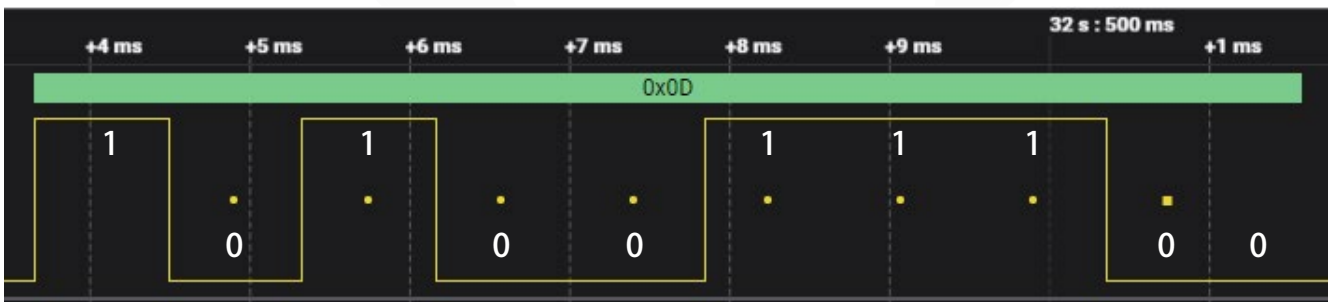 32 s : 500 ms
+4 ms +5 ms +6 ms +7 ms +8 ms +9 ms +1 ms
0x0D
1 1 1 1 1
0 0 0 0 0